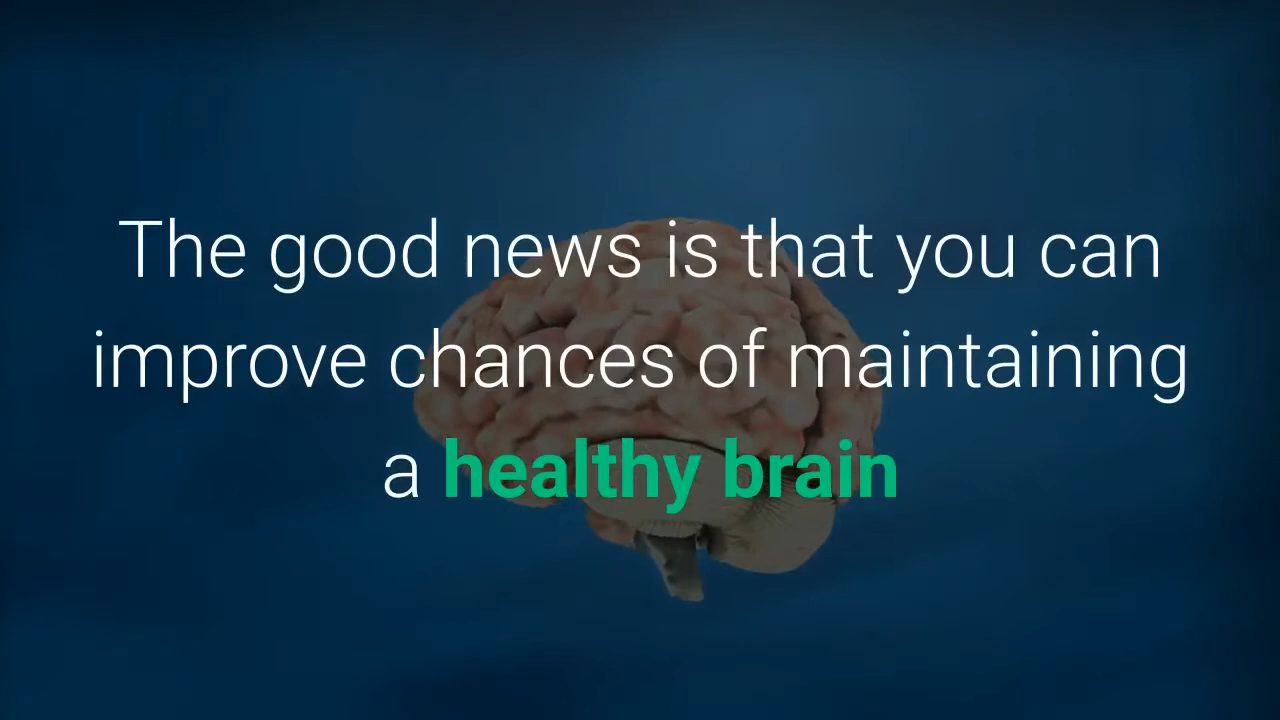 The good news is that you can
improve chances of maintaining
a healthy brain